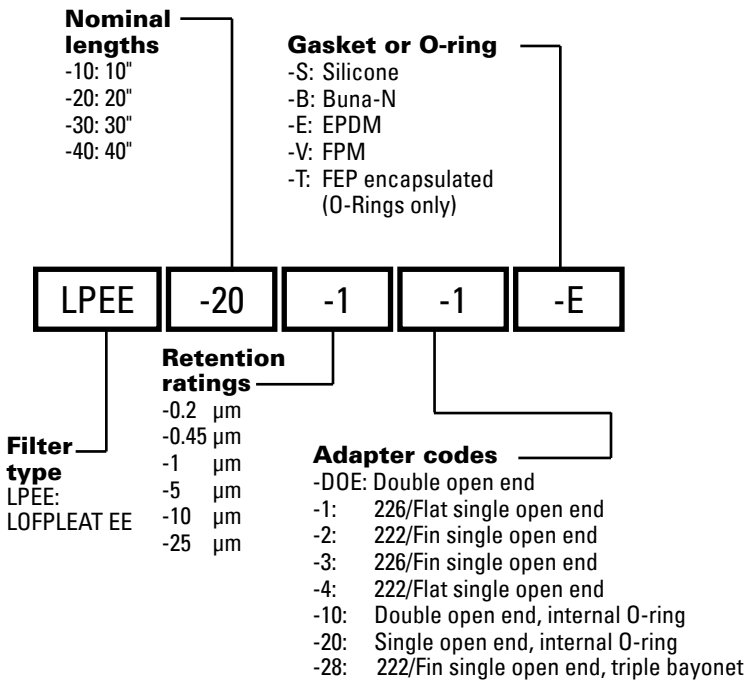 Nominal
lengths
-10: 10"
-20: 20"
-30: 30"
-40: 40"
Gasket or O-ring
-S: Silicone
-B: Buna-N
-E: EPDM
-V: FPM
-T: FEP encapsulated
(O-Rings only)
LPEE -20 -1 -1 -E
Filter
type
LPEE:
LOFPLEAT EE
Retention
ratings
-0.2 µm
-0.45 µm
-1 µm
-5 µm
-10 µm
-25 µm
Adapter codes
-DOE: Double open end
-1: 226/Flat single open end
-2: 222/Fin single open end
-3: 226/Fin single open end
-4: 222/Flat single open end
-10: Double open end, internal O-ring
-20: Single open end, internal O-ring
-28: 222/Fin single open end, triple bayonet